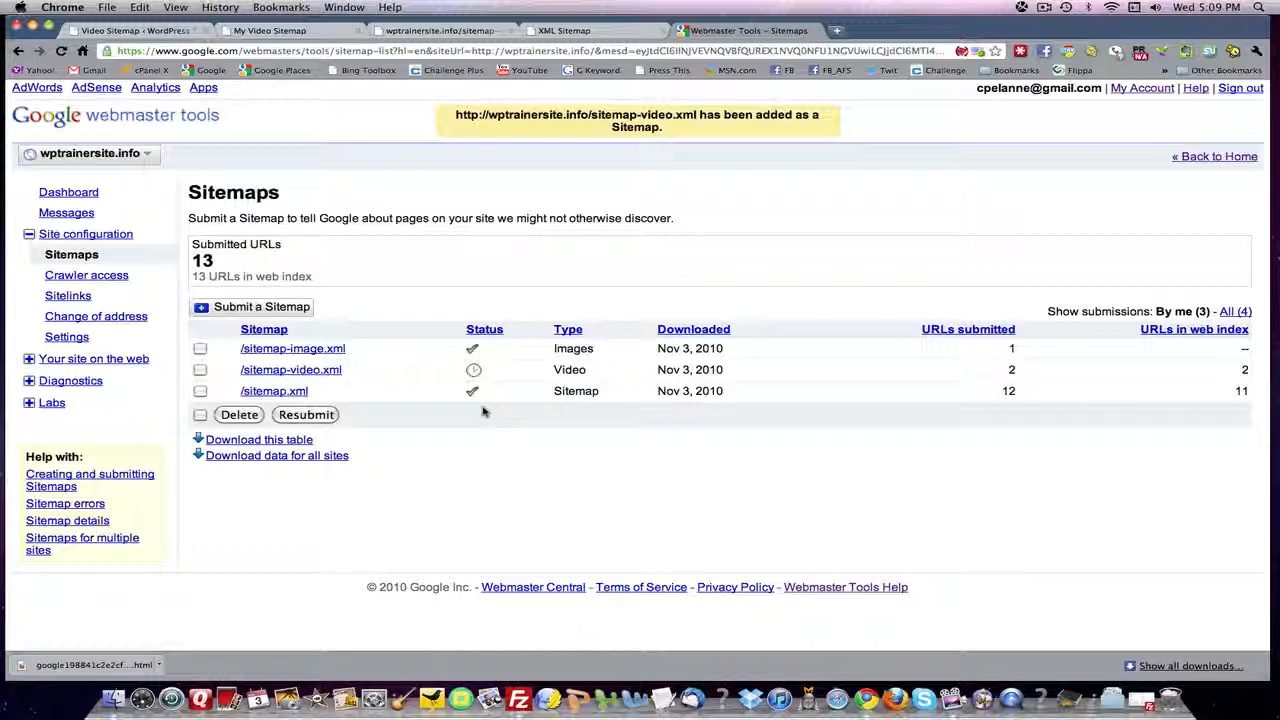 Chrome File Edit View History Bookmarks Window Help
Wed 5:09 PM
Video Sitemap ‹ WordPress
My Video Sitemap
wptrainersite.info/sitemap-
XML Sitemap
Webmaster Tools - Sitemaps
Yahoo! Gmail cPanel X Google Google Places Bing Toolbox Challenge Plus YouTube G Keyword Press This MSN.com FB FB_AFS Twit Challenge Bookmarks Flippa » Other Bookmarks
AdWords AdSense Analytics Apps
cpelanne@gmail.com | My Account | Help | Sign out
Google webmaster tools
http://wptrainersite.info/sitemap-video.xml has been added as a
Sitemap.
wptrainersite.info
« Back to Home
Dashboard
Messages
Site configuration
Sitemaps
Crawler access
Sitelinks
Change of address
Settings
Your site on the web
Diagnostics
Labs
Help with:
Creating and submitting
Sitemaps
Sitemap errors
Sitemap details
Sitemaps for multiple
sites
Sitemaps
Submit a Sitemap to tell Google about pages on your site we might not otherwise discover.
Submitted URLs
13
13 URLs in web index
Submit a Sitemap
Show submissions: By me (3) - All (4)
Sitemap Status Type Downloaded URLs submitted URLs in web index
/sitemap-image.xml Images Nov 3, 2010 1 --
/sitemap-video.xml Video Nov 3, 2010 2 2
/sitemap.xml Sitemap Nov 3, 2010 12 11
Delete Resubmit
Download this table
Download data for all sites
© 2010 Google Inc. - Webmaster Central - Terms of Service - Privacy Policy - Webmaster Tools Help
google198841c2e2cf....html
Show all downloads...